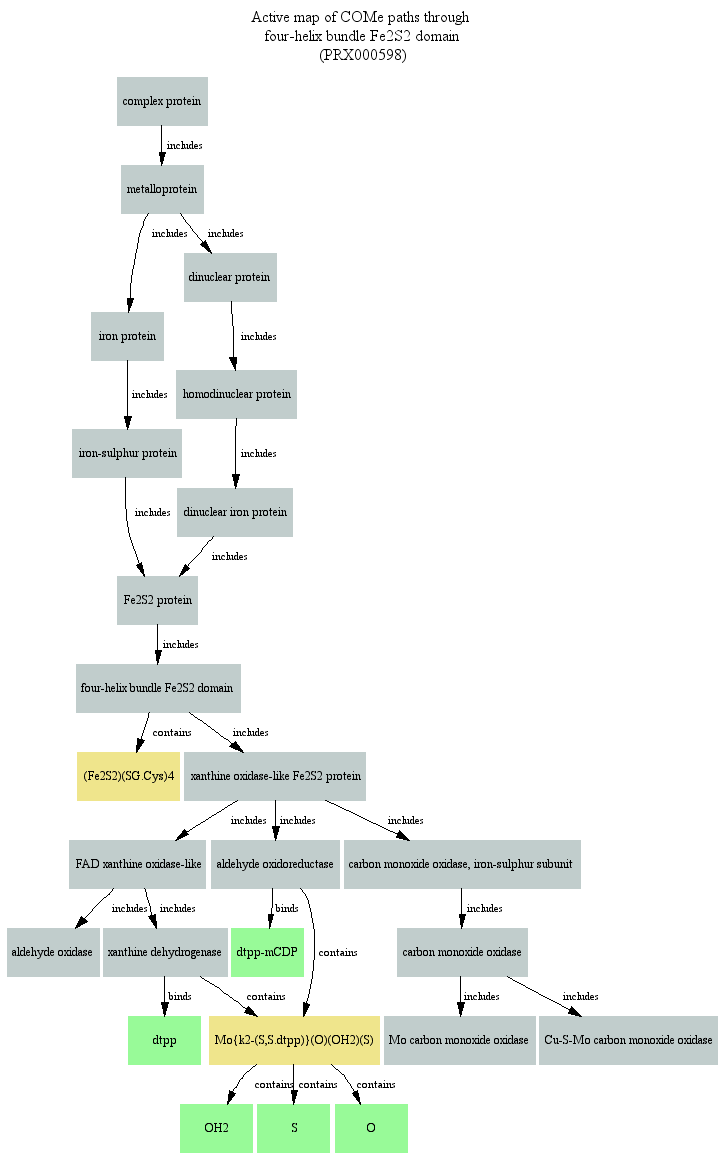 Active map of COMe paths through
four-helix bundle Fe2S2 domain
(PRX000598)
complex protein
includes
metalloprotein
includes
includes
dinuclear protein
iron protein
includes
homodinuclear protein
includes
iron-sulphur protein
includes
dinuclear iron protein
includes
includes
Fe2S2 protein
includes
four-helix bundle Fe2S2 domain
contains
includes
(Fe2S2)(SG.Cys)4
xanthine oxidase-like Fe2S2 protein
includes
includes
includes
FAD xanthine oxidase-like
aldehyde oxidoreductase
carbon monoxide oxidase, iron-sulphur subunit
includes
includes
binds
includes
aldehyde oxidase
xanthine dehydrogenase
dtpp-mCDP
contains
carbon monoxide oxidase
binds
contains
includes
includes
dtpp
Mo{k2-(S,S.dtpp)}(O)(OH2)(S)
Mo carbon monoxide oxidase
Cu-S-Mo carbon monoxide oxidase
contains
contains
contains
OH2
S
O